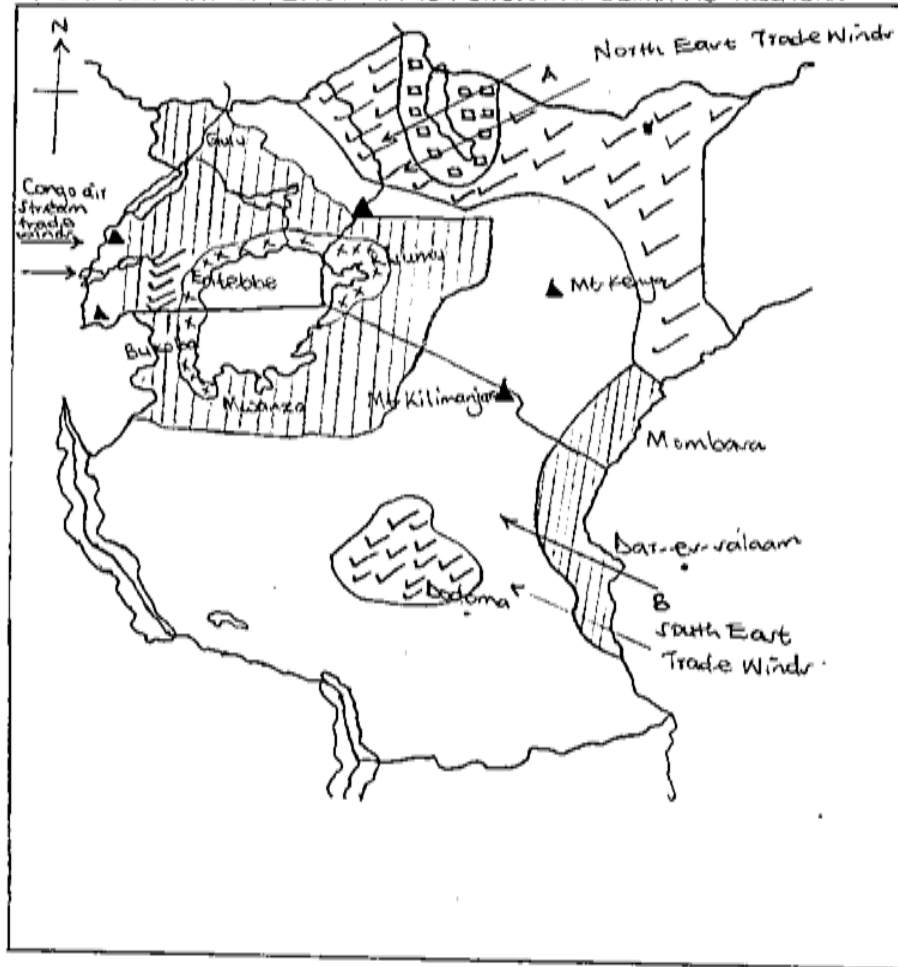 N
North East Trade Winds
A
Gulu
Congo air
Stream
trade
winds
Kisumu
Entebbe
Mt. Kenya
Bukoba
Mwanza
Mt. Kilimanjaro
Mombasa
Dar-es-salaam
Dodoma
B
South East
Trade Winds